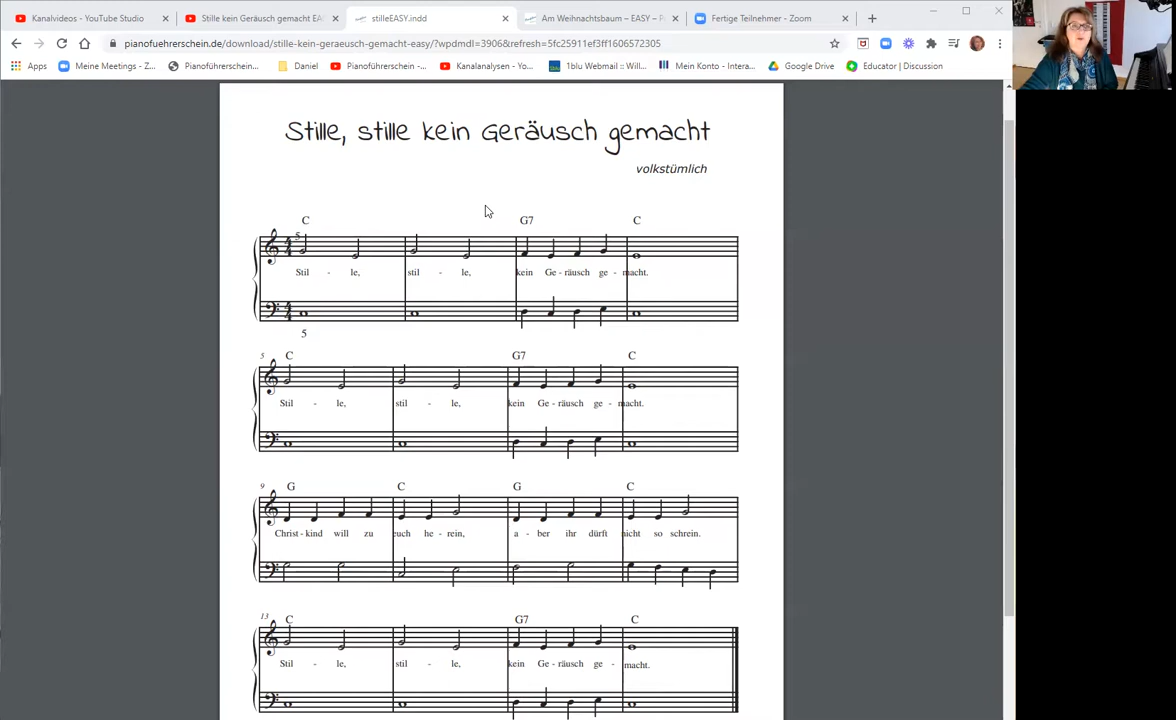 Kanalvideos - YouTube Studio
Stille kein Geräusch gemacht EA
stilleEASY.indd
Am Weihnachtsbaum – EASY – P
Fertige Teilnehmer - Zoom
pianofuehrerschein.de/download/stille-kein-geraeusch-gemacht-easy/?wpdmdl=3906&refresh=5fc25911ef3ff1606572305
Apps Meine Meetings - Z... Pianoführerschein... Daniel Pianoführerschein -... Kanalanalysen - Yo... 1blu Webmail :: Will... Mein Konto - Intera... Google Drive Educator | Discussion
Stille, stille kein Geräusch gemacht
volkstümlich
C G7 C
5
4 4
Stil - le, stil - le, kein Ge - räusch ge - macht.
4 4
5
5 C G7 C
Stil - le, stil - le, kein Ge - räusch ge - macht.
9 G C G C
Christ - kind will zu euch he - rein, a - ber ihr dürft nicht so schrein.
13 C G7 C
Stil - le, stil - le, kein Ge - räusch ge - macht.